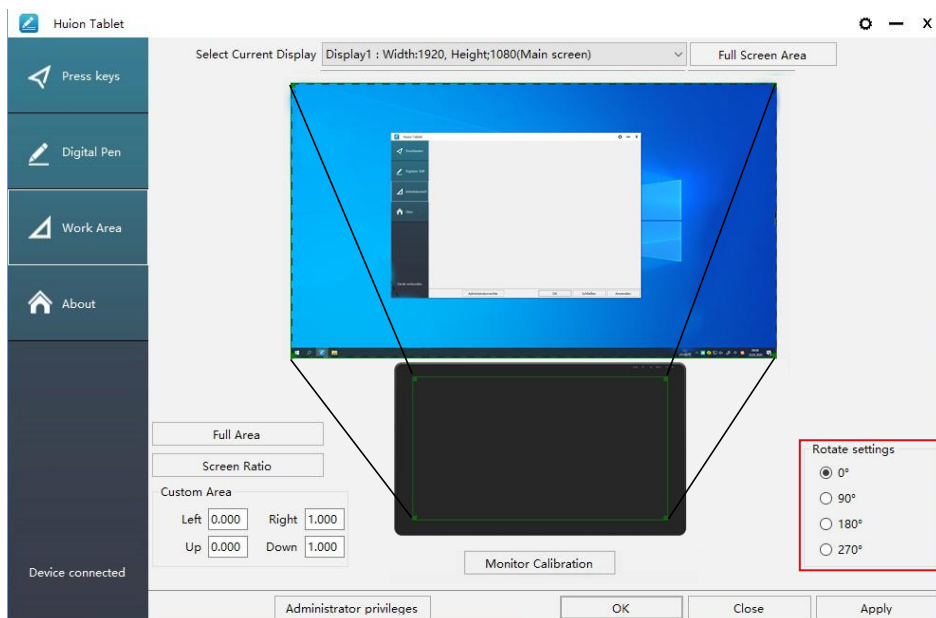 Huion Tablet
Select Current Display Display1 : Width:1920, Height;1080(Main screen) Full Screen Area
Press keys
Digital Pen
Work Area
About
Huion Tablet
Full Area
Screen Ratio
Custom Area
Left 0.000 Right 1.000
Up 0.000 Down 1.000
Rotate settings
0°
90°
180°
270°
Monitor Calibration
Device connected
Administrator privileges OK Close Apply